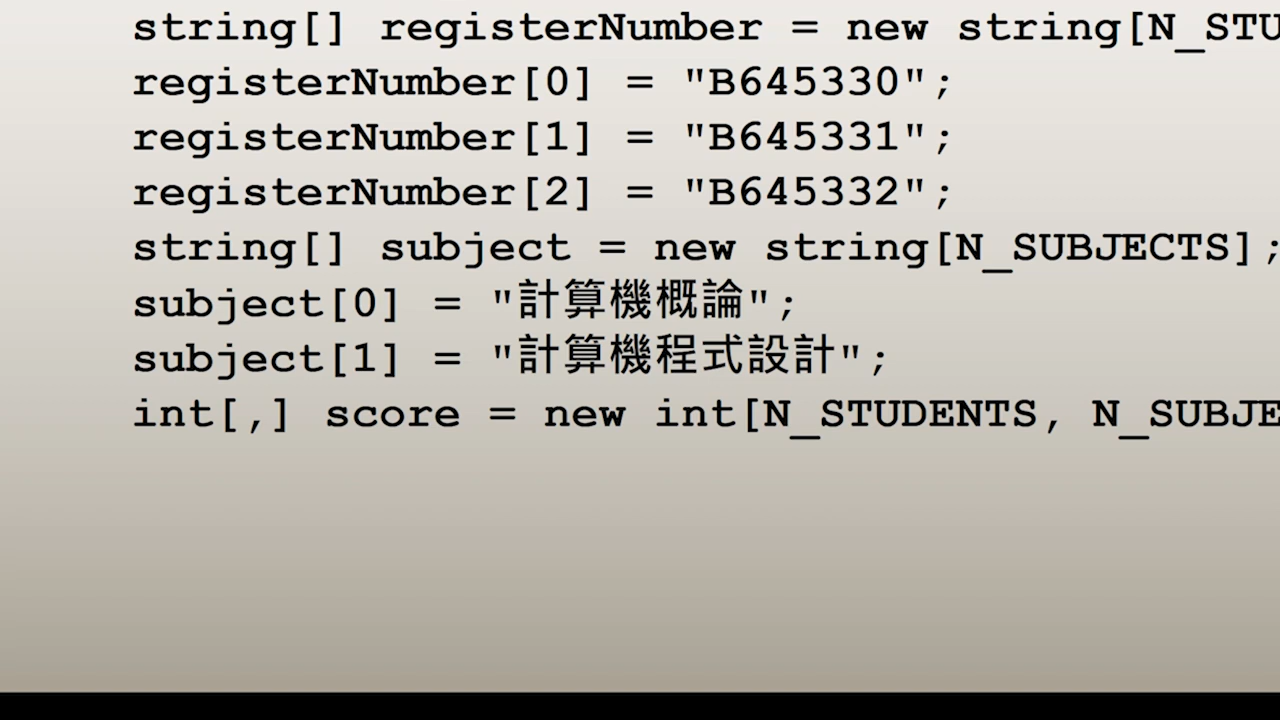 string[] registerNumber = new string[N_STU
registerNumber[0] = "B645330";
registerNumber[1] = "B645331";
registerNumber[2] = "B645332";
string[] subject = new string[N_SUBJECTS];
subject[0] = "計算機概論";
subject[1] = "計算機程式設計";
int[,] score = new int[N_STUDENTS, N_SUBJE